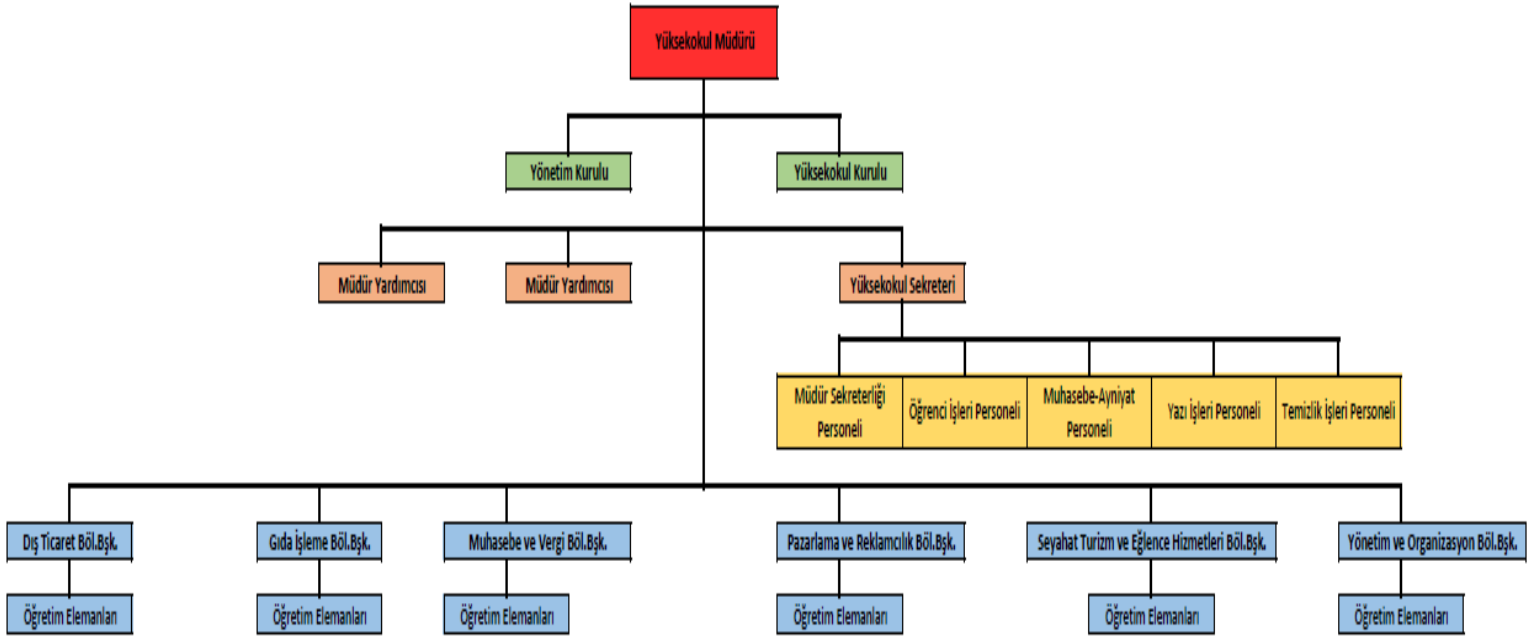 Yüksekokul Müdürü
Yönetim Kurulu
Yüksekokul Kurulu
Müdür Yardımcısı
Müdür Yardımcısı
Yüksekokul Sekreteri
Müdür Sekreterliği
Personeli
Öğrenci İşleri Personeli
Muhasebe-Ayniyat
Personeli
Yazı İşleri Personeli
Temizlik İşleri Personeli
Dış Ticaret Böl.Bşk.
Gıda İşleme Böl.Bşk.
Muhasebe ve Vergi Böl.Bşk.
Pazarlama ve Reklamcılık Böl.Bşk.
Seyahat Turizm ve Eğlence Hizmetleri Böl.Bşk.
Yönetim ve Organizasyon Böl.Bşk.
Öğretim Elemanları
Öğretim Elemanları
Öğretim Elemanları
Öğretim Elemanları
Öğretim Elemanları
Öğretim Elemanları